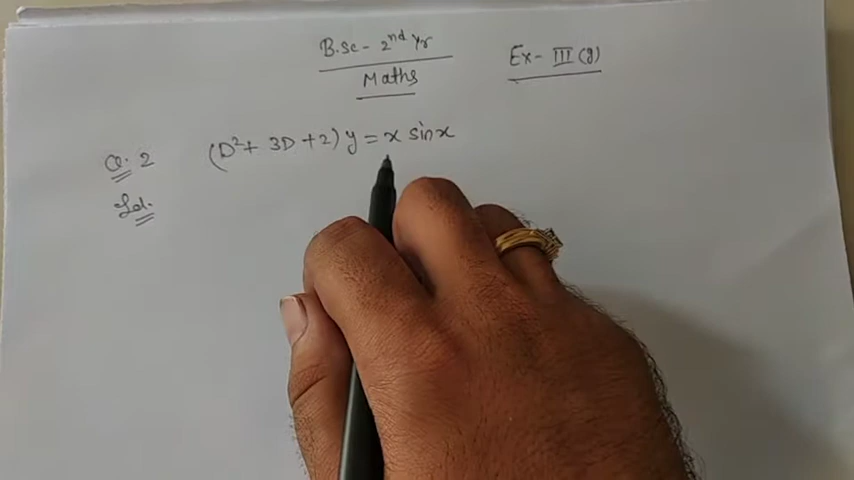 B.Sc - 2nd Yr
Maths
Ex - III (g)
Q. 2 (D²+ 3D +2) y = x sin x
Sol.